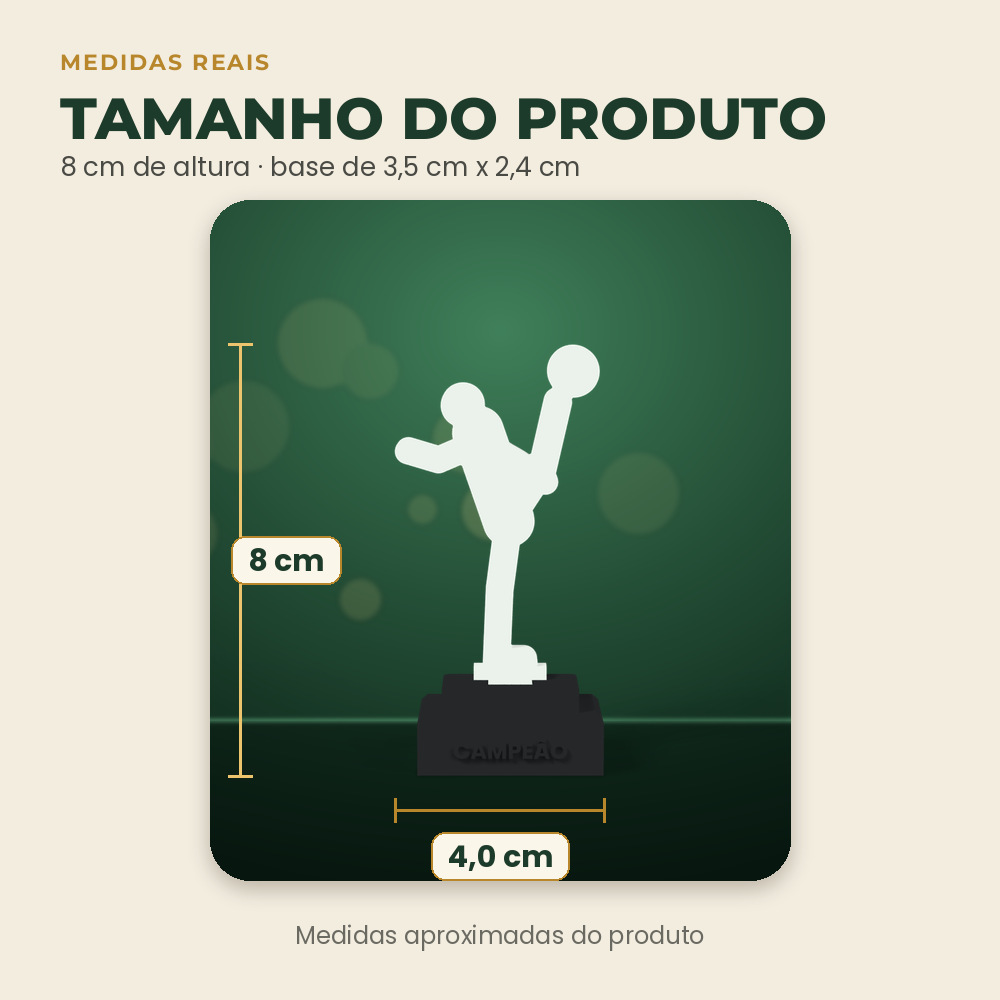 MEDIDAS REAIS
TAMANHO DO PRODUTO
8 cm de altura · base de 3,5 cm x 2,4 cm
8 cm
CAMPEÃO
4,0 cm
Medidas aproximadas do produto